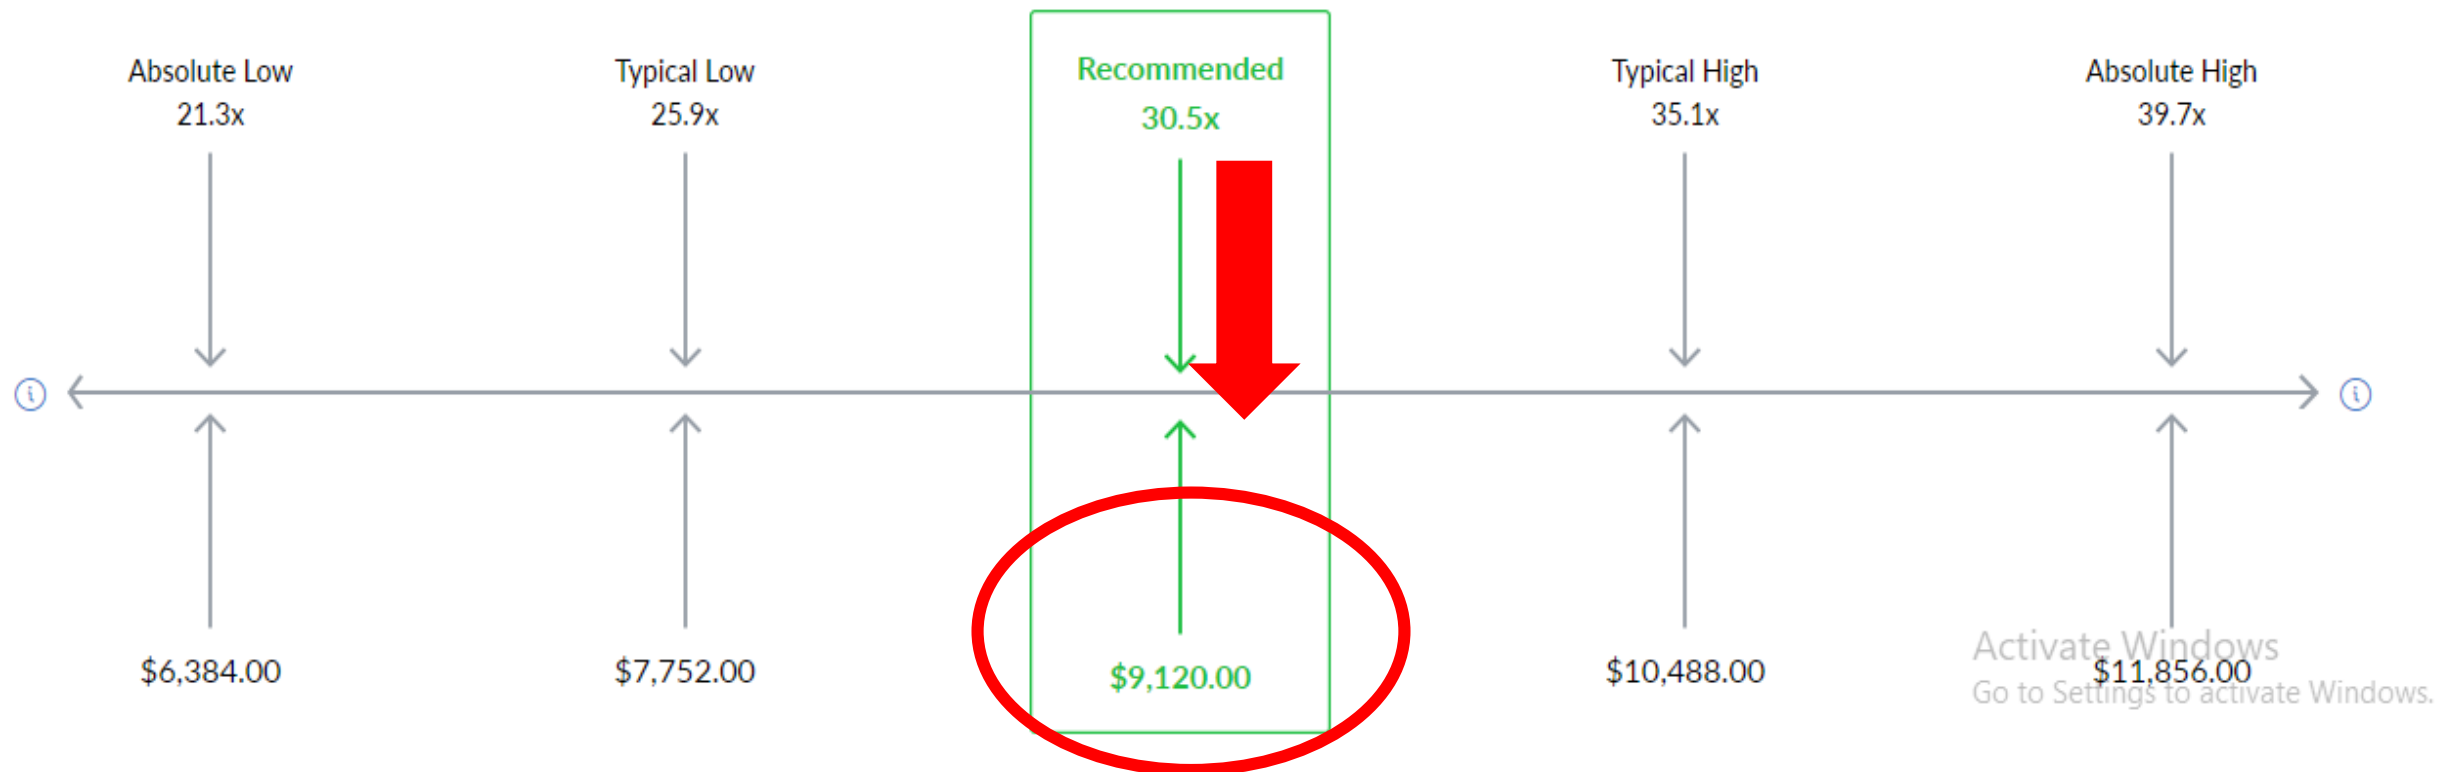 Absolute Low
21.3x
Typical Low
25.9x
Recommended
30.5x
Typical High
35.1x
Absolute High
39.7x
$6,384.00
$7,752.00
$9,120.00
$10,488.00
$11,856.00
Activate Windows
Go to Settings to activate Windows.